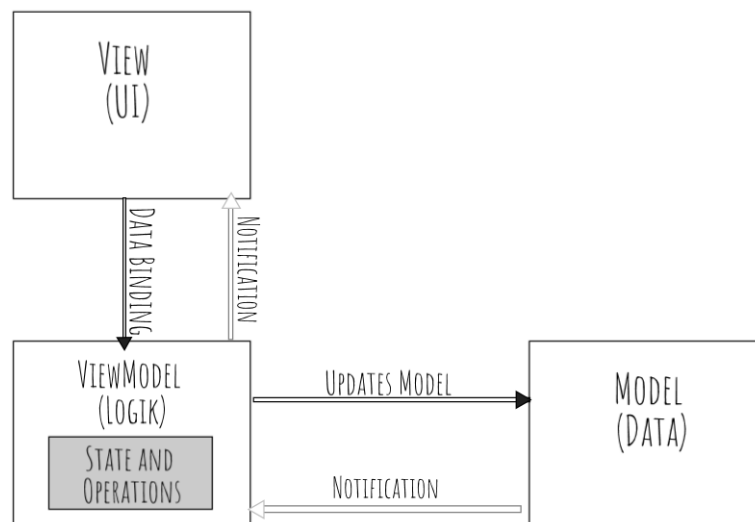 View
(UI)
Data Binding
Notification
ViewModel
(Logik)
State and
Operations
Updates Model
Notification
Model
(Data)